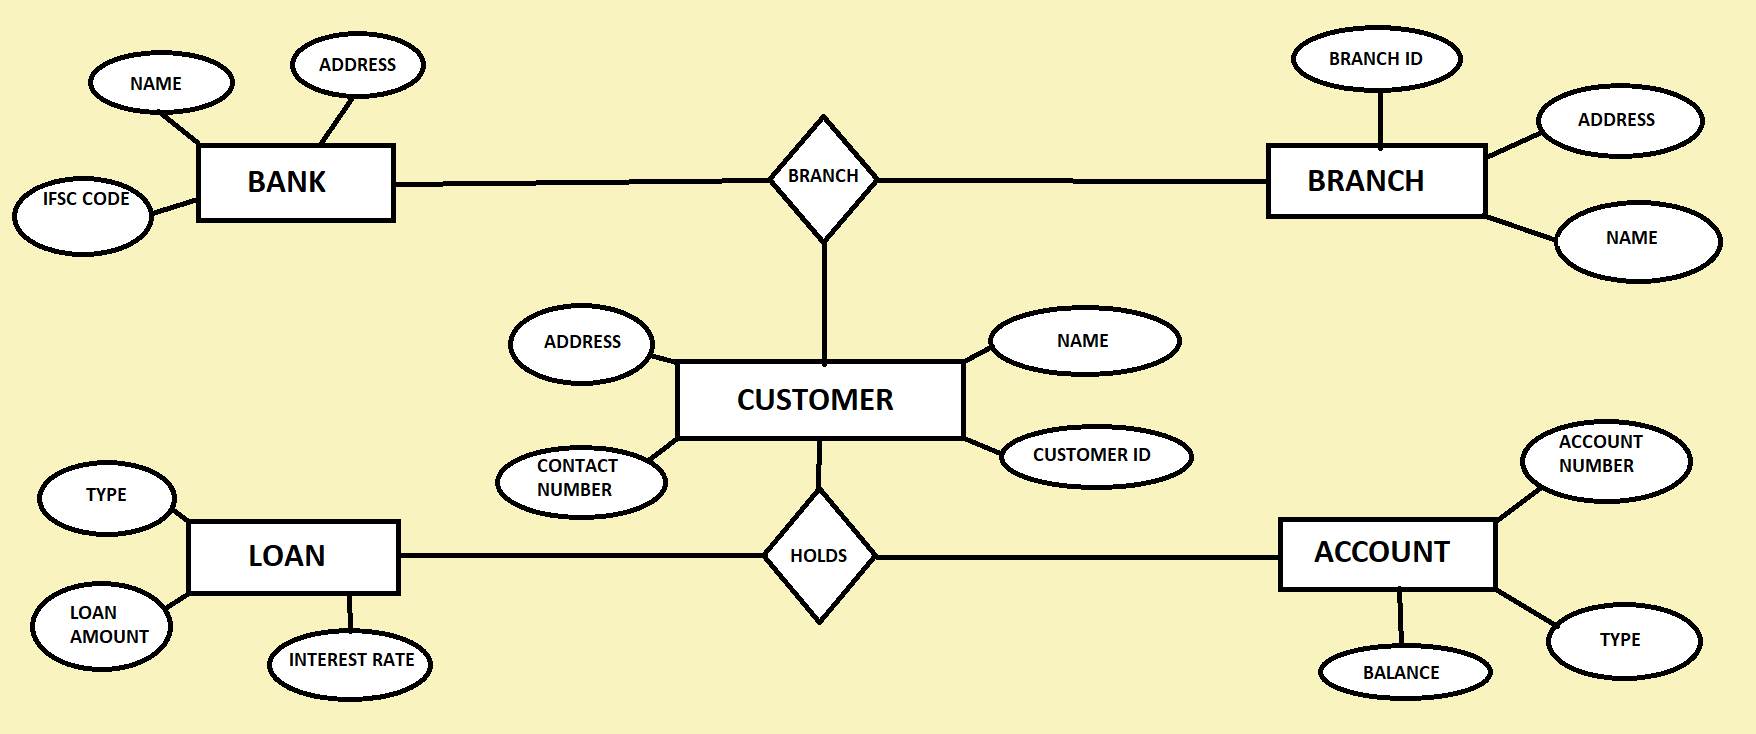 BRANCH ID
ADDRESS
NAME
ADDRESS
BANK
BRANCH
BRANCH
IFSC CODE
NAME
ADDRESS
NAME
CUSTOMER
CONTACT
NUMBER
CUSTOMER ID
ACCOUNT
NUMBER
TYPE
LOAN
HOLDS
ACCOUNT
LOAN
AMOUNT
INTEREST RATE
TYPE
BALANCE